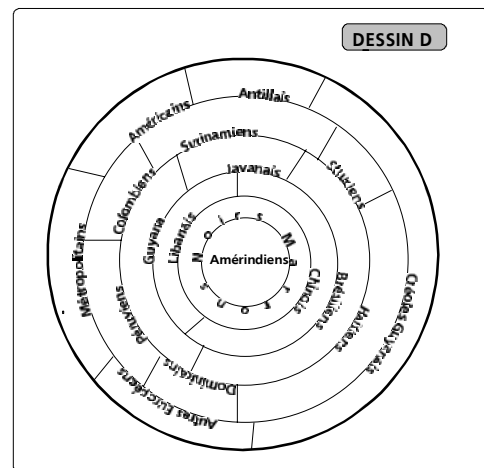 DESSIN D
Antillais
Américains
Surinamiens
Javanais
Colombiens
Guyana
Libanais
Noirs Marrons
Amérindiens
Chinois
Brésiliens
Haïtiens
Créoles Guyanais
Métropolitains
Péruviens
Dominicains
Autres Européens